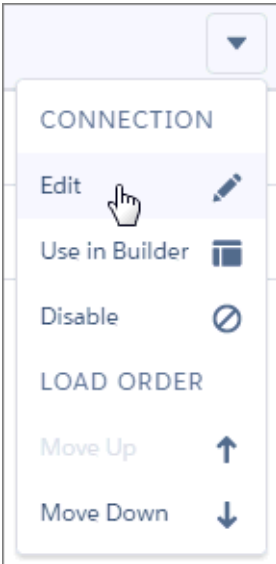 CONNECTION
Edit
Use in Builder
Disable
LOAD ORDER
Move Up
Move Down